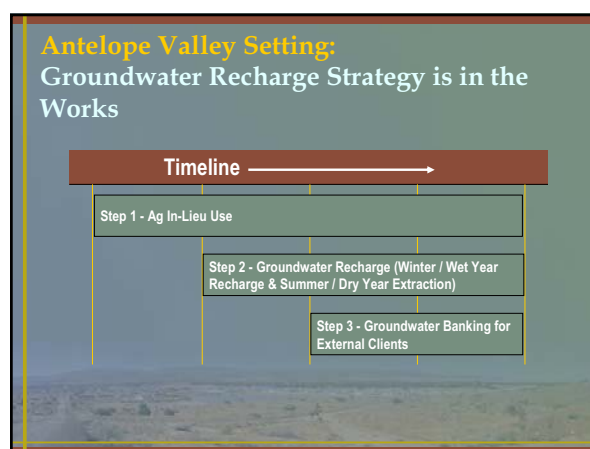 Antelope Valley Setting:
Groundwater Recharge Strategy is in the
Works
Timeline
Step 1 - Ag In-Lieu Use
Step 2 - Groundwater Recharge (Winter / Wet Year
Recharge & Summer / Dry Year Extraction)
Step 3 - Groundwater Banking for
External Clients